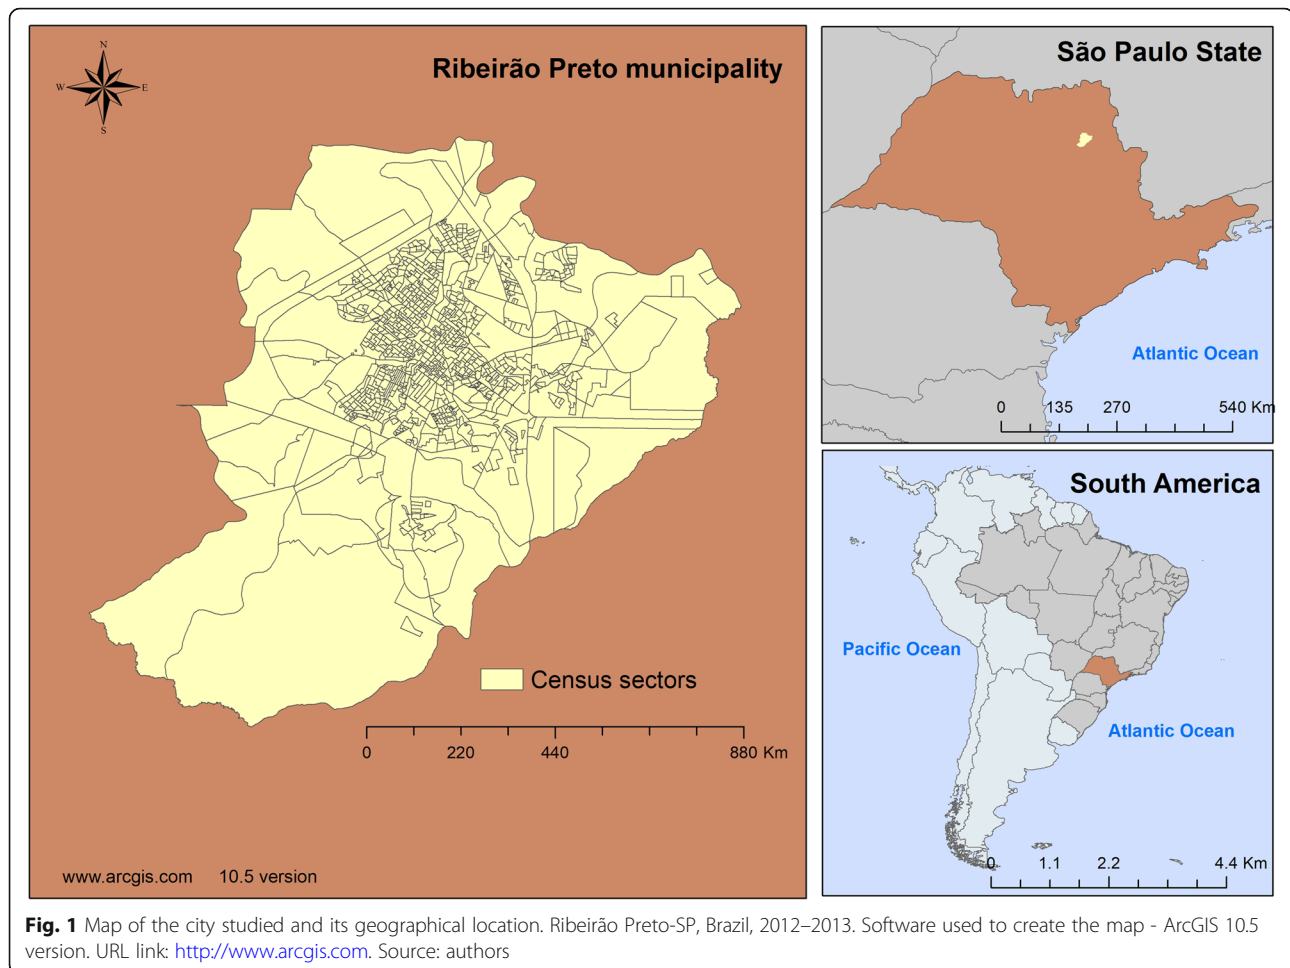 Ribeirão Preto municipality
N
W E
S
Census sectors
0 220 440 880 Km
www.arcgis.com 10.5 version
São Paulo State
Atlantic Ocean
0 135 270 540 Km
South America
Pacific Ocean
Atlantic Ocean
0 1.1 2.2 4.4 Km
Fig. 1 Map of the city studied and its geographical location. Ribeirão Preto-SP, Brazil, 2012–2013. Software used to create the map - ArcGIS 10.5
version. URL link: http://www.arcgis.com. Source: authors